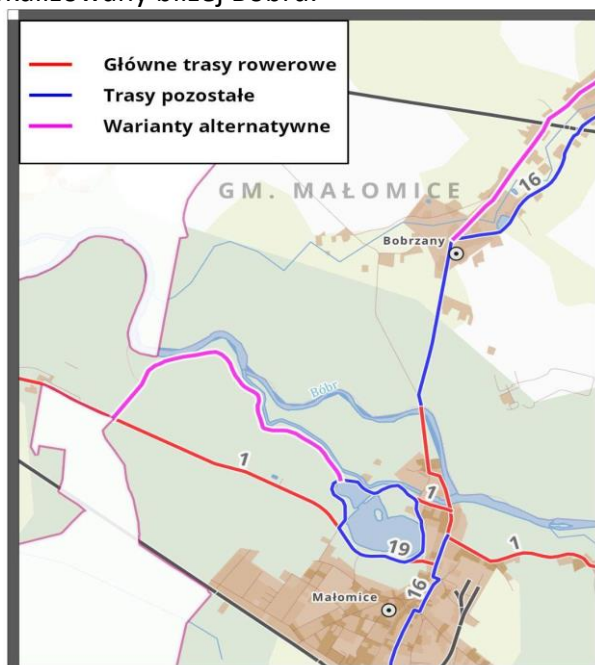 zlokalizowany bliżej Bobru.
Główne trasy rowerowe
Trasy pozostałe
Warianty alternatywne
GM. MAŁOMICE
16
Bobrzany
Bóbr
1
1
1
19
16
Małomice